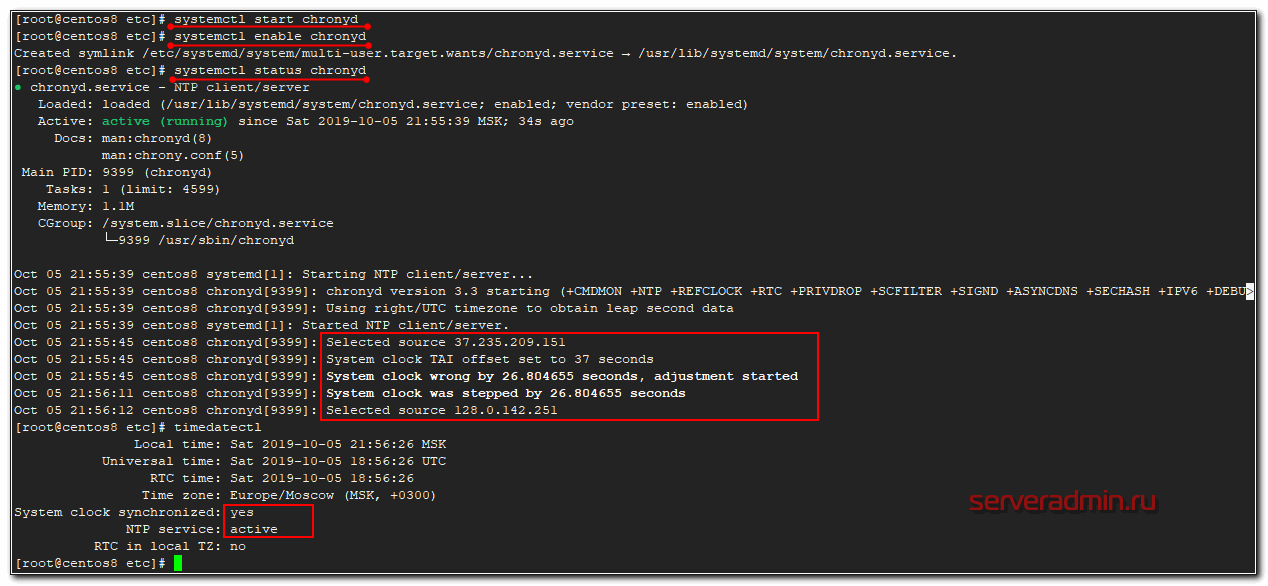 [root@centos8 etc]# systemctl start chronyd
[root@centos8 etc]# systemctl enable chronyd
Created symlink /etc/systemd/system/multi-user.target.wants/chronyd.service → /usr/lib/systemd/system/chronyd.service.
[root@centos8 etc]# systemctl status chronyd
● chronyd.service - NTP client/server
Loaded: loaded (/usr/lib/systemd/system/chronyd.service; enabled; vendor preset: enabled)
Active: active (running) since Sat 2019-10-05 21:55:39 MSK; 34s ago
Docs: man:chronyd(8)
man:chrony.conf(5)
Main PID: 9399 (chronyd)
Tasks: 1 (limit: 4599)
Memory: 1.1M
CGroup: /system.slice/chronyd.service
└─9399 /usr/sbin/chronyd
Oct 05 21:55:39 centos8 systemd[1]: Starting NTP client/server...
Oct 05 21:55:39 centos8 chronyd[9399]: chronyd version 3.3 starting (+CMDMON +NTP +REFCLOCK +RTC +PRIVDROP +SCFILTER +SIGND +ASYNCDNS +SECHASH +IPV6 +DEBU>
Oct 05 21:55:39 centos8 chronyd[9399]: Using right/UTC timezone to obtain leap second data
Oct 05 21:55:39 centos8 systemd[1]: Started NTP client/server.
Oct 05 21:55:45 centos8 chronyd[9399]: Selected source 37.235.209.151
Oct 05 21:55:45 centos8 chronyd[9399]: System clock TAI offset set to 37 seconds
Oct 05 21:55:45 centos8 chronyd[9399]: System clock wrong by 26.804655 seconds, adjustment started
Oct 05 21:56:11 centos8 chronyd[9399]: System clock was stepped by 26.804655 seconds
Oct 05 21:56:12 centos8 chronyd[9399]: Selected source 128.0.142.251
[root@centos8 etc]# timedatectl
Local time: Sat 2019-10-05 21:56:26 MSK
Universal time: Sat 2019-10-05 18:56:26 UTC
RTC time: Sat 2019-10-05 18:56:26
Time zone: Europe/Moscow (MSK, +0300)
System clock synchronized: yes
NTP service: active
RTC in local TZ: no
[root@centos8 etc]#
serveradmin.ru